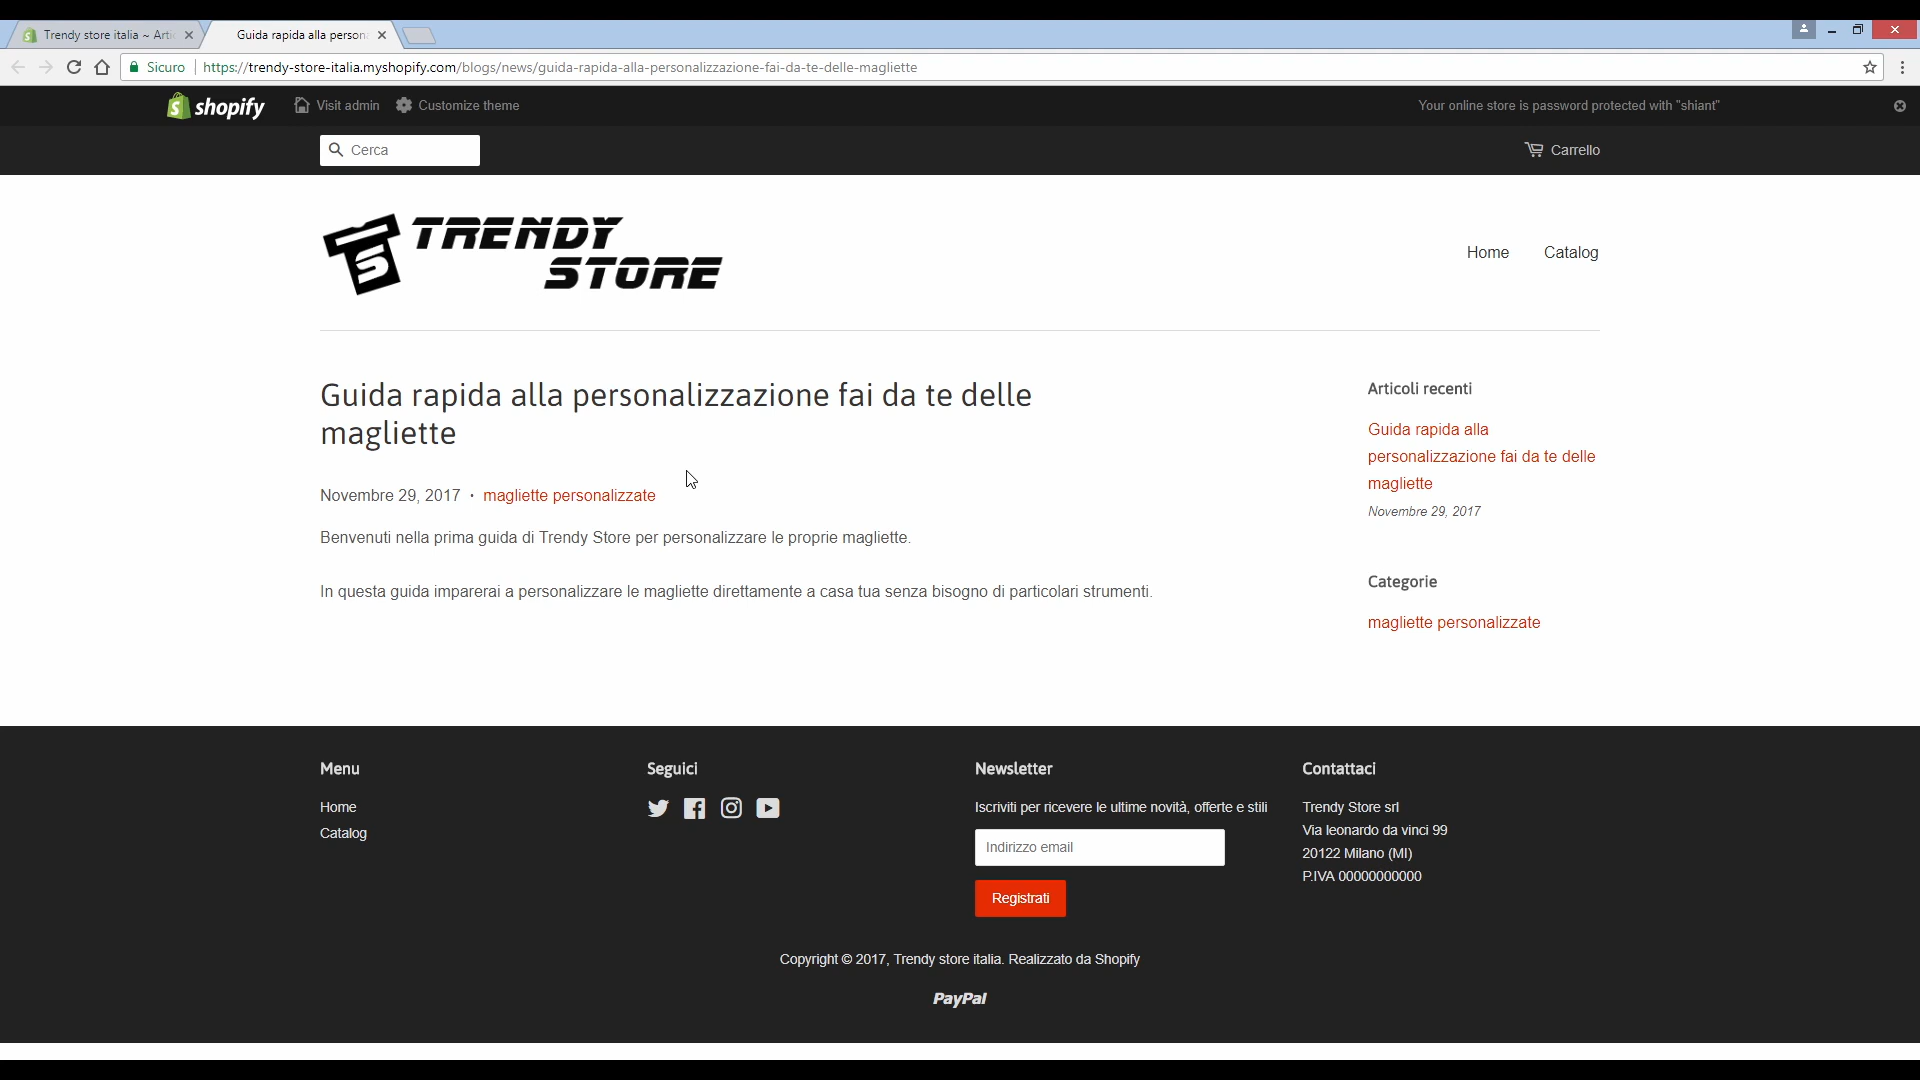 Trendy store italia ~ Artic
Guida rapida alla person
Sicuro
https://trendy-store-italia.myshopify.com/blogs/news/guida-rapida-alla-personalizzazione-fai-da-te-delle-magliette
shopify
Visit admin
Customize theme
Your online store is password protected with "shiant"
Cerca
Carrello
TRENDY
STORE
Home
Catalog
Guida rapida alla personalizzazione fai da te delle
magliette
Novembre 29, 2017 • magliette personalizzate
Benvenuti nella prima guida di Trendy Store per personalizzare le proprie magliette.
In questa guida imparerai a personalizzare le magliette direttamente a casa tua senza bisogno di particolari strumenti.
Articoli recenti
Guida rapida alla
personalizzazione fai da te delle
magliette
Novembre 29, 2017
Categorie
magliette personalizzate
Menu
Home
Catalog
Seguici
Newsletter
Iscriviti per ricevere le ultime novità, offerte e stili
Indirizzo email
Registrati
Contattaci
Trendy Store srl
Via leonardo da vinci 99
20122 Milano (MI)
P.IVA 00000000000
Copyright © 2017, Trendy store italia. Realizzato da Shopify
PayPal